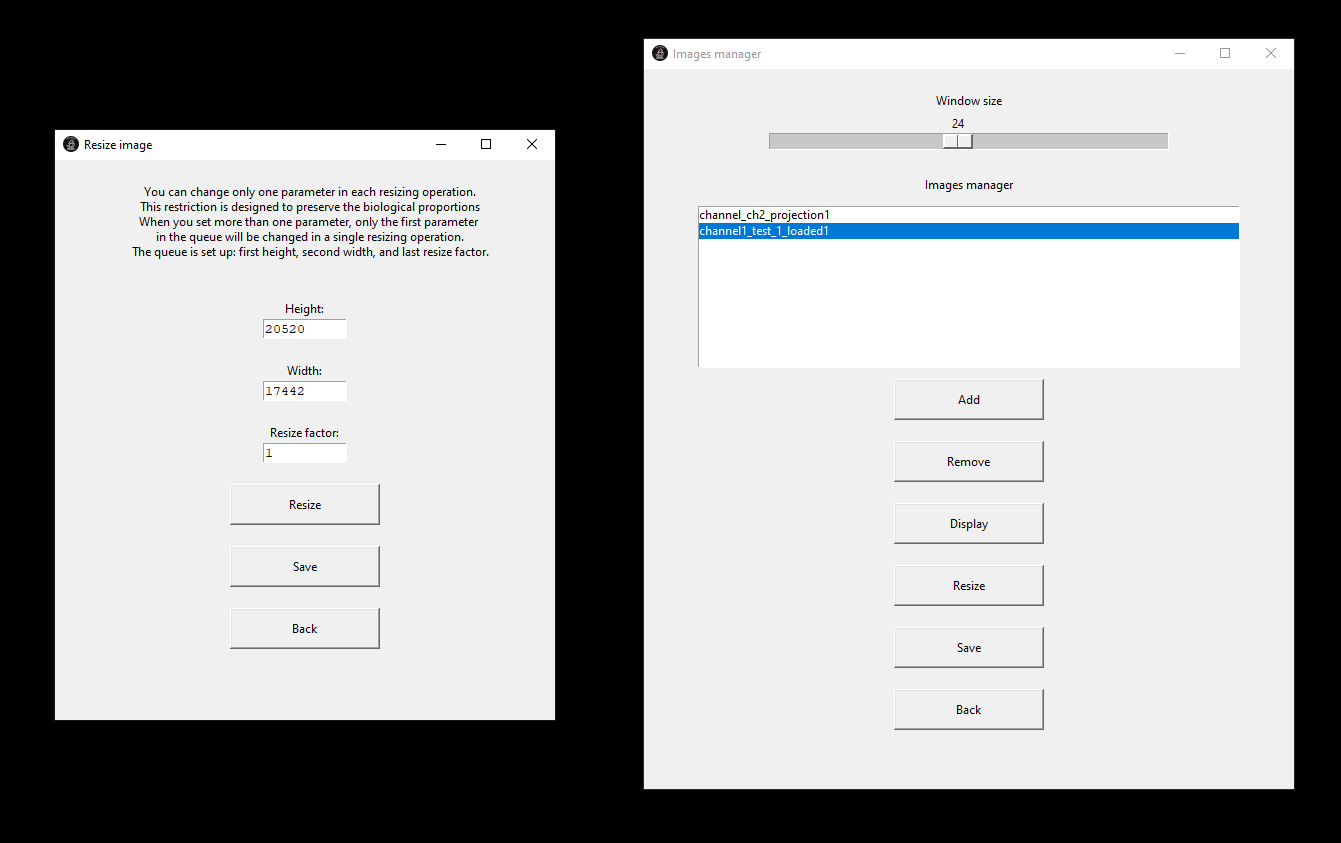 Resize image
You can change only one parameter in each resizing operation.
This restriction is designed to preserve the biological proportions
When you set more than one parameter, only the first parameter
in the queue will be changed in a single resizing operation.
The queue is set up: first height, second width, and last resize factor.
Height:
20520
Width:
17442
Resize factor:
1
Resize
Save
Back
Images manager
Window size
24
Images manager
channel_ch2_projection1
channel1_test_1_loaded1
Add
Remove
Display
Resize
Save
Back